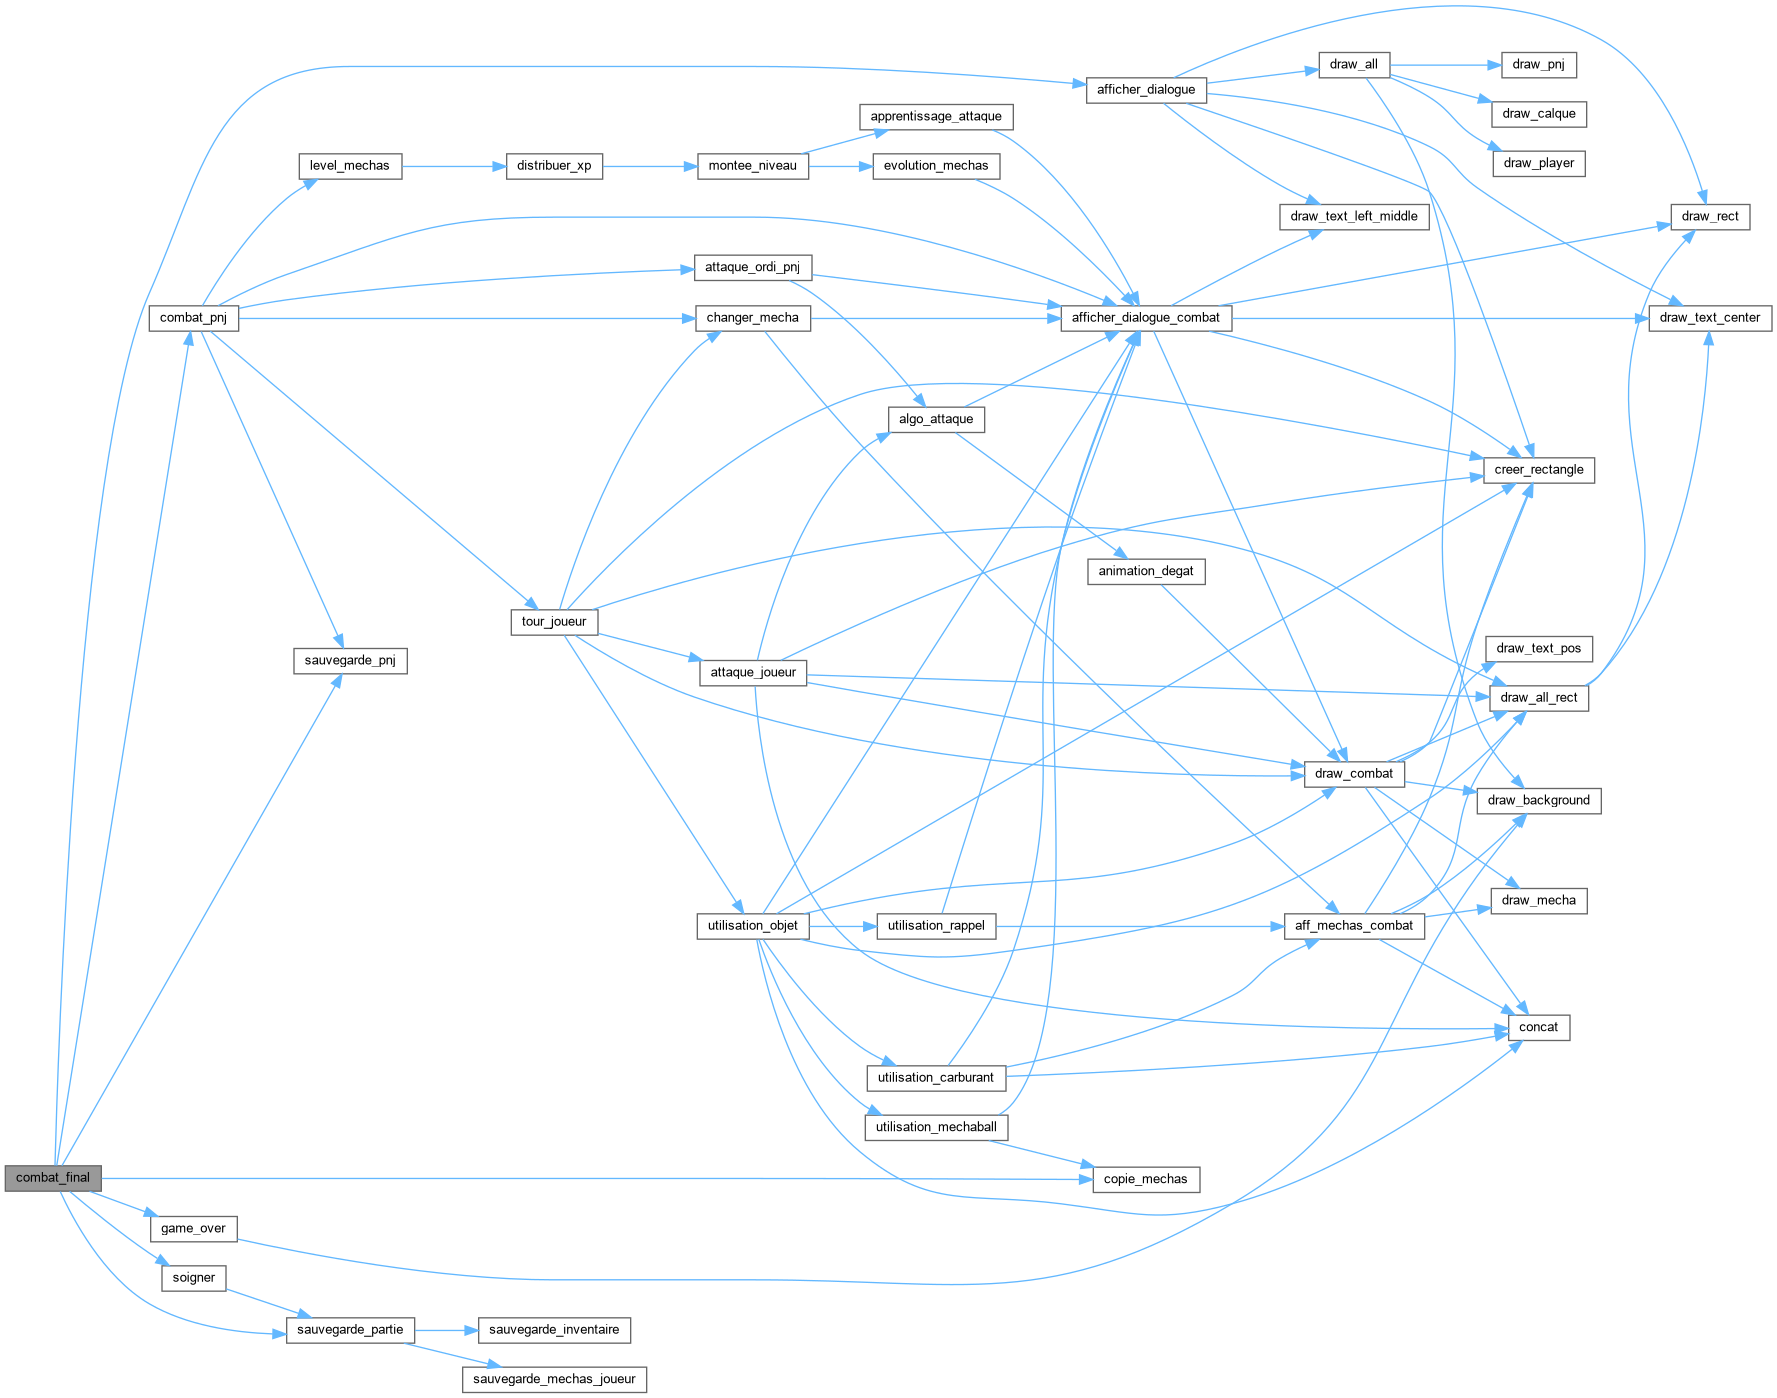 draw_all
draw_pnj
afficher_dialogue
draw_calque
apprentissage_attaque
level_mechas
distribuer_xp
montee_niveau
evolution_mechas
draw_player
draw_text_left_middle
draw_rect
attaque_ordi_pnj
combat_pnj
changer_mecha
afficher_dialogue_combat
draw_text_center
algo_attaque
creer_rectangle
animation_degat
tour_joueur
draw_text_pos
sauvegarde_pnj
attaque_joueur
draw_all_rect
draw_combat
draw_background
draw_mecha
utilisation_objet
utilisation_rappel
aff_mechas_combat
concat
utilisation_carburant
utilisation_mechaball
combat_final
copie_mechas
game_over
soigner
sauvegarde_partie
sauvegarde_inventaire
sauvegarde_mechas_joueur